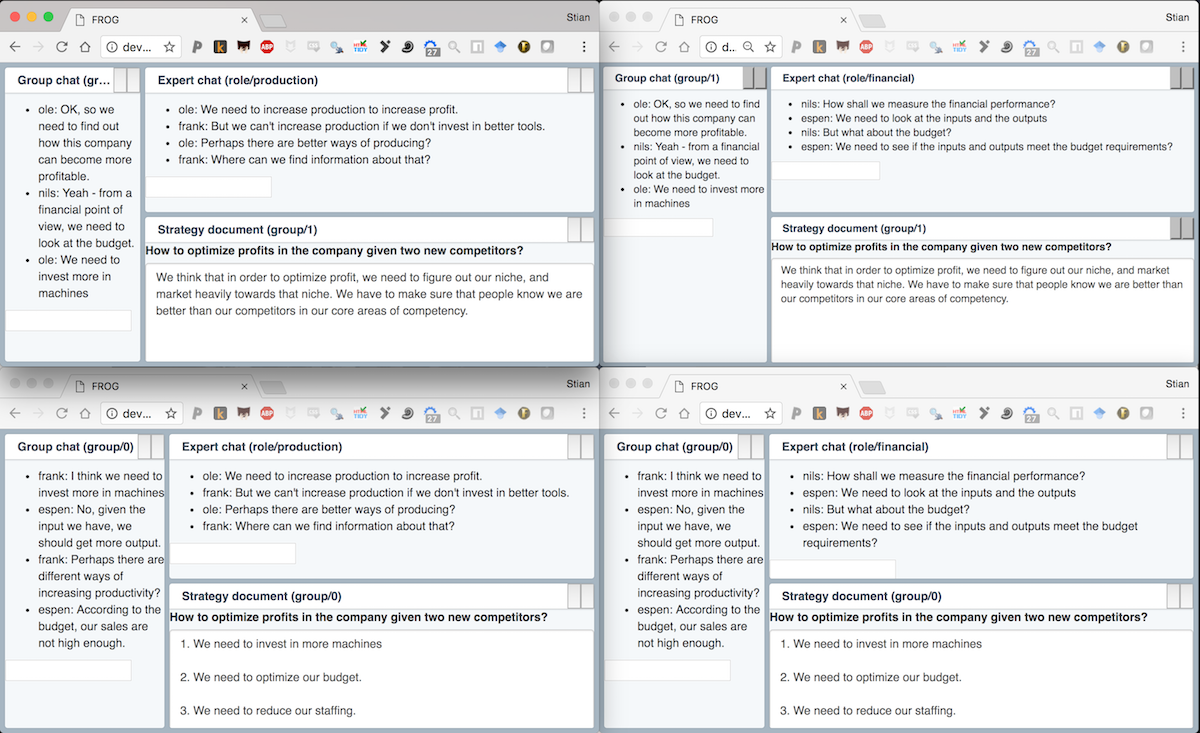 FROG
Stian
dev...
27
Group chat (gr...
ole: OK, so we
need to find out
how this company
can become more
profitable.
nils: Yeah - from a
financial point of
view, we need to
look at the budget.
ole: We need to
invest more in
machines
Expert chat (role/production)
ole: We need to increase production to increase profit.
frank: But we can't increase production if we don't invest in better tools.
ole: Perhaps there are better ways of producing?
frank: Where can we find information about that?
Strategy document (group/1)
How to optimize profits in the company given two new competitors?
We think that in order to optimize profit, we need to figure out our niche, and
market heavily towards that niche. We have to make sure that people know we are
better than our competitors in our core areas of competency.
FROG
Stian
d...
ABP
27
Group chat (group/1)
ole: OK, so we need to find
out how this company can
become more profitable.
nils: Yeah - from a financial
point of view, we need to
look at the budget.
ole: We need to invest more
in machines
Expert chat (role/financial)
nils: How shall we measure the financial performance?
espen: We need to look at the inputs and the outputs
nils: But what about the budget?
espen: We need to see if the inputs and outputs meet the budget requirements?
Strategy document (group/1)
How to optimize profits in the company given two new competitors?
We think that in order to optimize profit, we need to figure out our niche, and market
heavily towards that niche. We have to make sure that people know we are better than
our competitors in our core areas of competency.
FROG
Stian
dev...
ABP
27
Group chat (group/0)
frank: I think we need to
invest more in machines
espen: No, given the
input we have, we
should get more output.
frank: Perhaps there are
different ways of
increasing productivity?
espen: According to the
budget, our sales are
not high enough.
Expert chat (role/production)
ole: We need to increase production to increase profit.
frank: But we can't increase production if we don't invest in better tools.
ole: Perhaps there are better ways of producing?
frank: Where can we find information about that?
Strategy document (group/0)
How to optimize profits in the company given two new competitors?
1. We need to invest in more machines
2. We need to optimize our budget.
3. We need to reduce our staffing.
FROG
Stian
dev...
ABP
27
Group chat (group/0)
frank: I think we need to
invest more in machines
espen: No, given the
input we have, we
should get more output.
frank: Perhaps there are
different ways of
increasing productivity?
espen: According to the
budget, our sales are
not high enough.
Expert chat (role/financial)
nils: How shall we measure the financial performance?
espen: We need to look at the inputs and the outputs
nils: But what about the budget?
espen: We need to see if the inputs and outputs meet the budget
requirements?
Strategy document (group/0)
How to optimize profits in the company given two new competitors?
1. We need to invest in more machines
2. We need to optimize our budget.
3. We need to reduce our staffing.